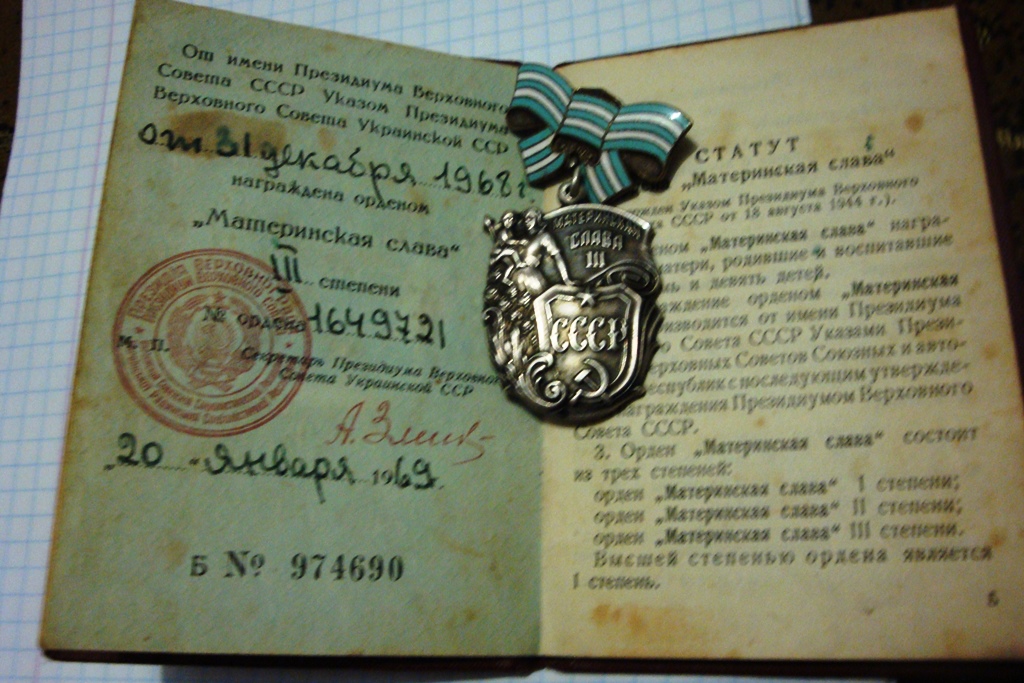 От имени Президиума Верховного
Совета СССР Указом Президиума
Верховного Совета Украинской ССР
от 31 декабря 1968 г.
награждена орденом
„Материнская слава“
III степени
№ ордена 1649721
М. П.
Секретарь Президиума Верховного
Совета Украинской ССР
„20“ января 1969 г.
Б № 974690
МАТЕРИНСКАЯ
СЛАВА
III
СССР
СТАТУТ
„Материнская слава“
Указом Президиума Верховного
СССР от 18 августа 1944 г.).
„Материнская слава“ награ-
матери, родившие и воспитавшие
и девять детей.
орденом „Материнская
производится от имени Президиума
Совета СССР Указами Прези-
Верховных Советов Союзных и авто-
республик с последующим утвержде-
награждения Президиумом Верховного
Совета СССР.
3. Орден „Материнская слава“ состоит
из трех степеней:
орден „Материнская слава“ I степени;
орден „Материнская слава“ II степени;
орден „Материнская слава“ III степени.
Высшей степенью ордена является
I степень.